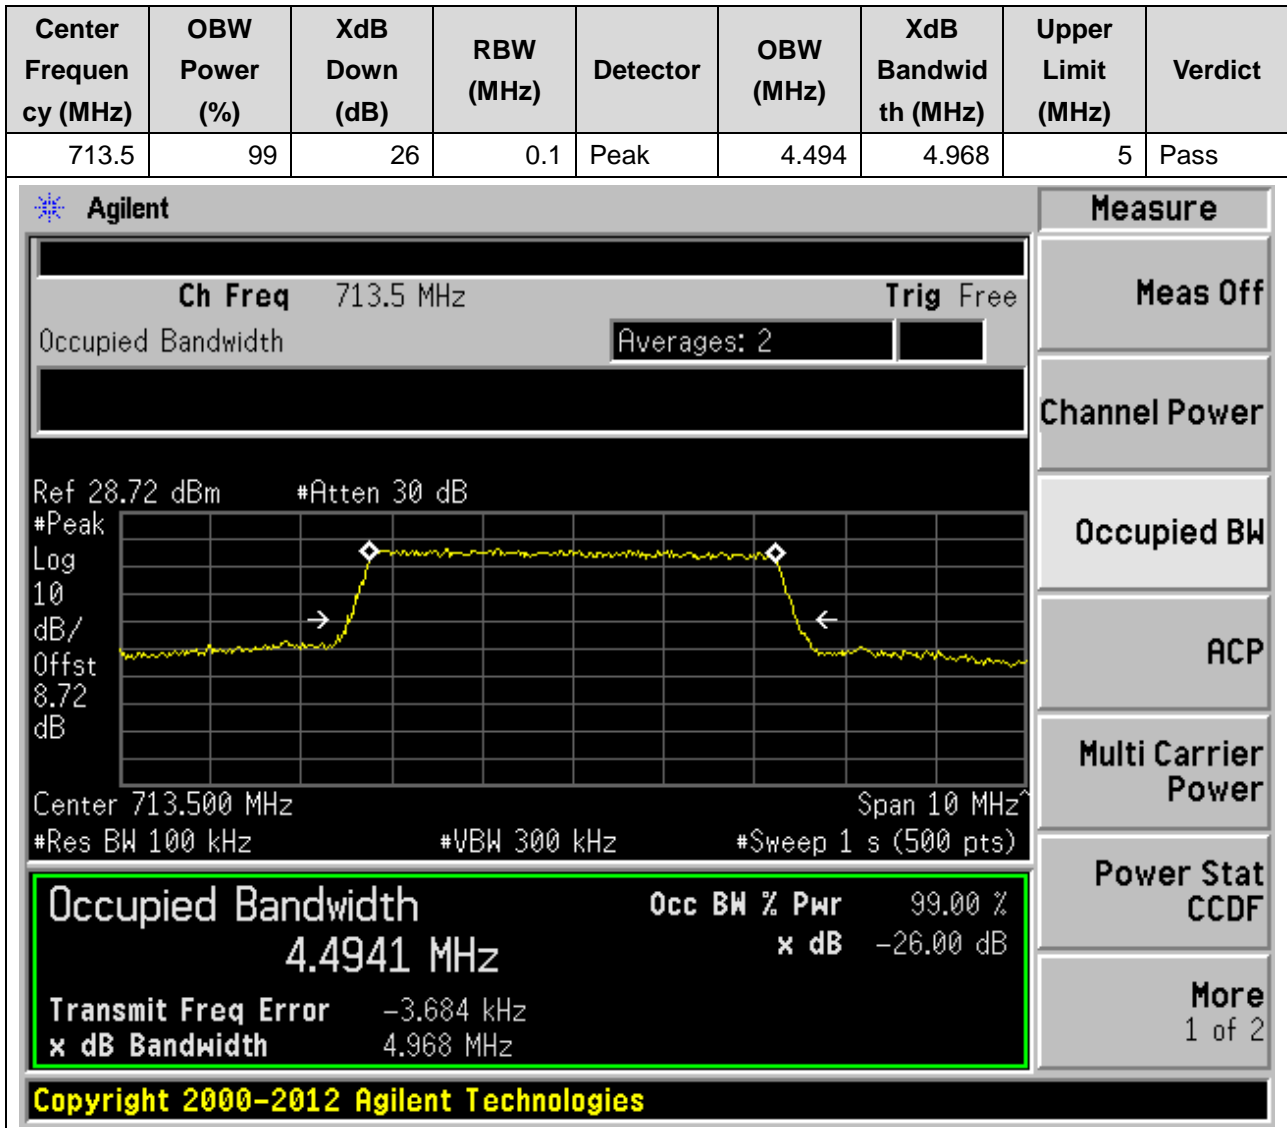 Center Frequen cy (MHz)
OBW Power (%)
XdB Down (dB)
RBW (MHz)
Detector
OBW (MHz)
XdB Bandwid th (MHz)
Upper Limit (MHz)
Verdict
713.5 99 26 0.1 Peak 4.494 4.968 5 Pass
Agilent
Measure
Ch Freq 713.5 MHz Trig Free
Occupied Bandwidth Averages: 2
Meas Off
Channel Power
Occupied BW
ACP
Multi Carrier
Power
Power Stat
CCDF
More
1 of 2
Ref 28.72 dBm #Atten 30 dB
#Peak
Log
10
dB/
Offst
8.72
dB
Center 713.500 MHz Span 10 MHz^
#Res BW 100 kHz #VBW 300 kHz #Sweep 1 s (500 pts)
Occupied Bandwidth
4.4941 MHz
Occ BW % Pwr 99.00 %
x dB -26.00 dB
Transmit Freq Error -3.684 kHz
x dB Bandwidth 4.968 MHz
Copyright 2000-2012 Agilent Technologies